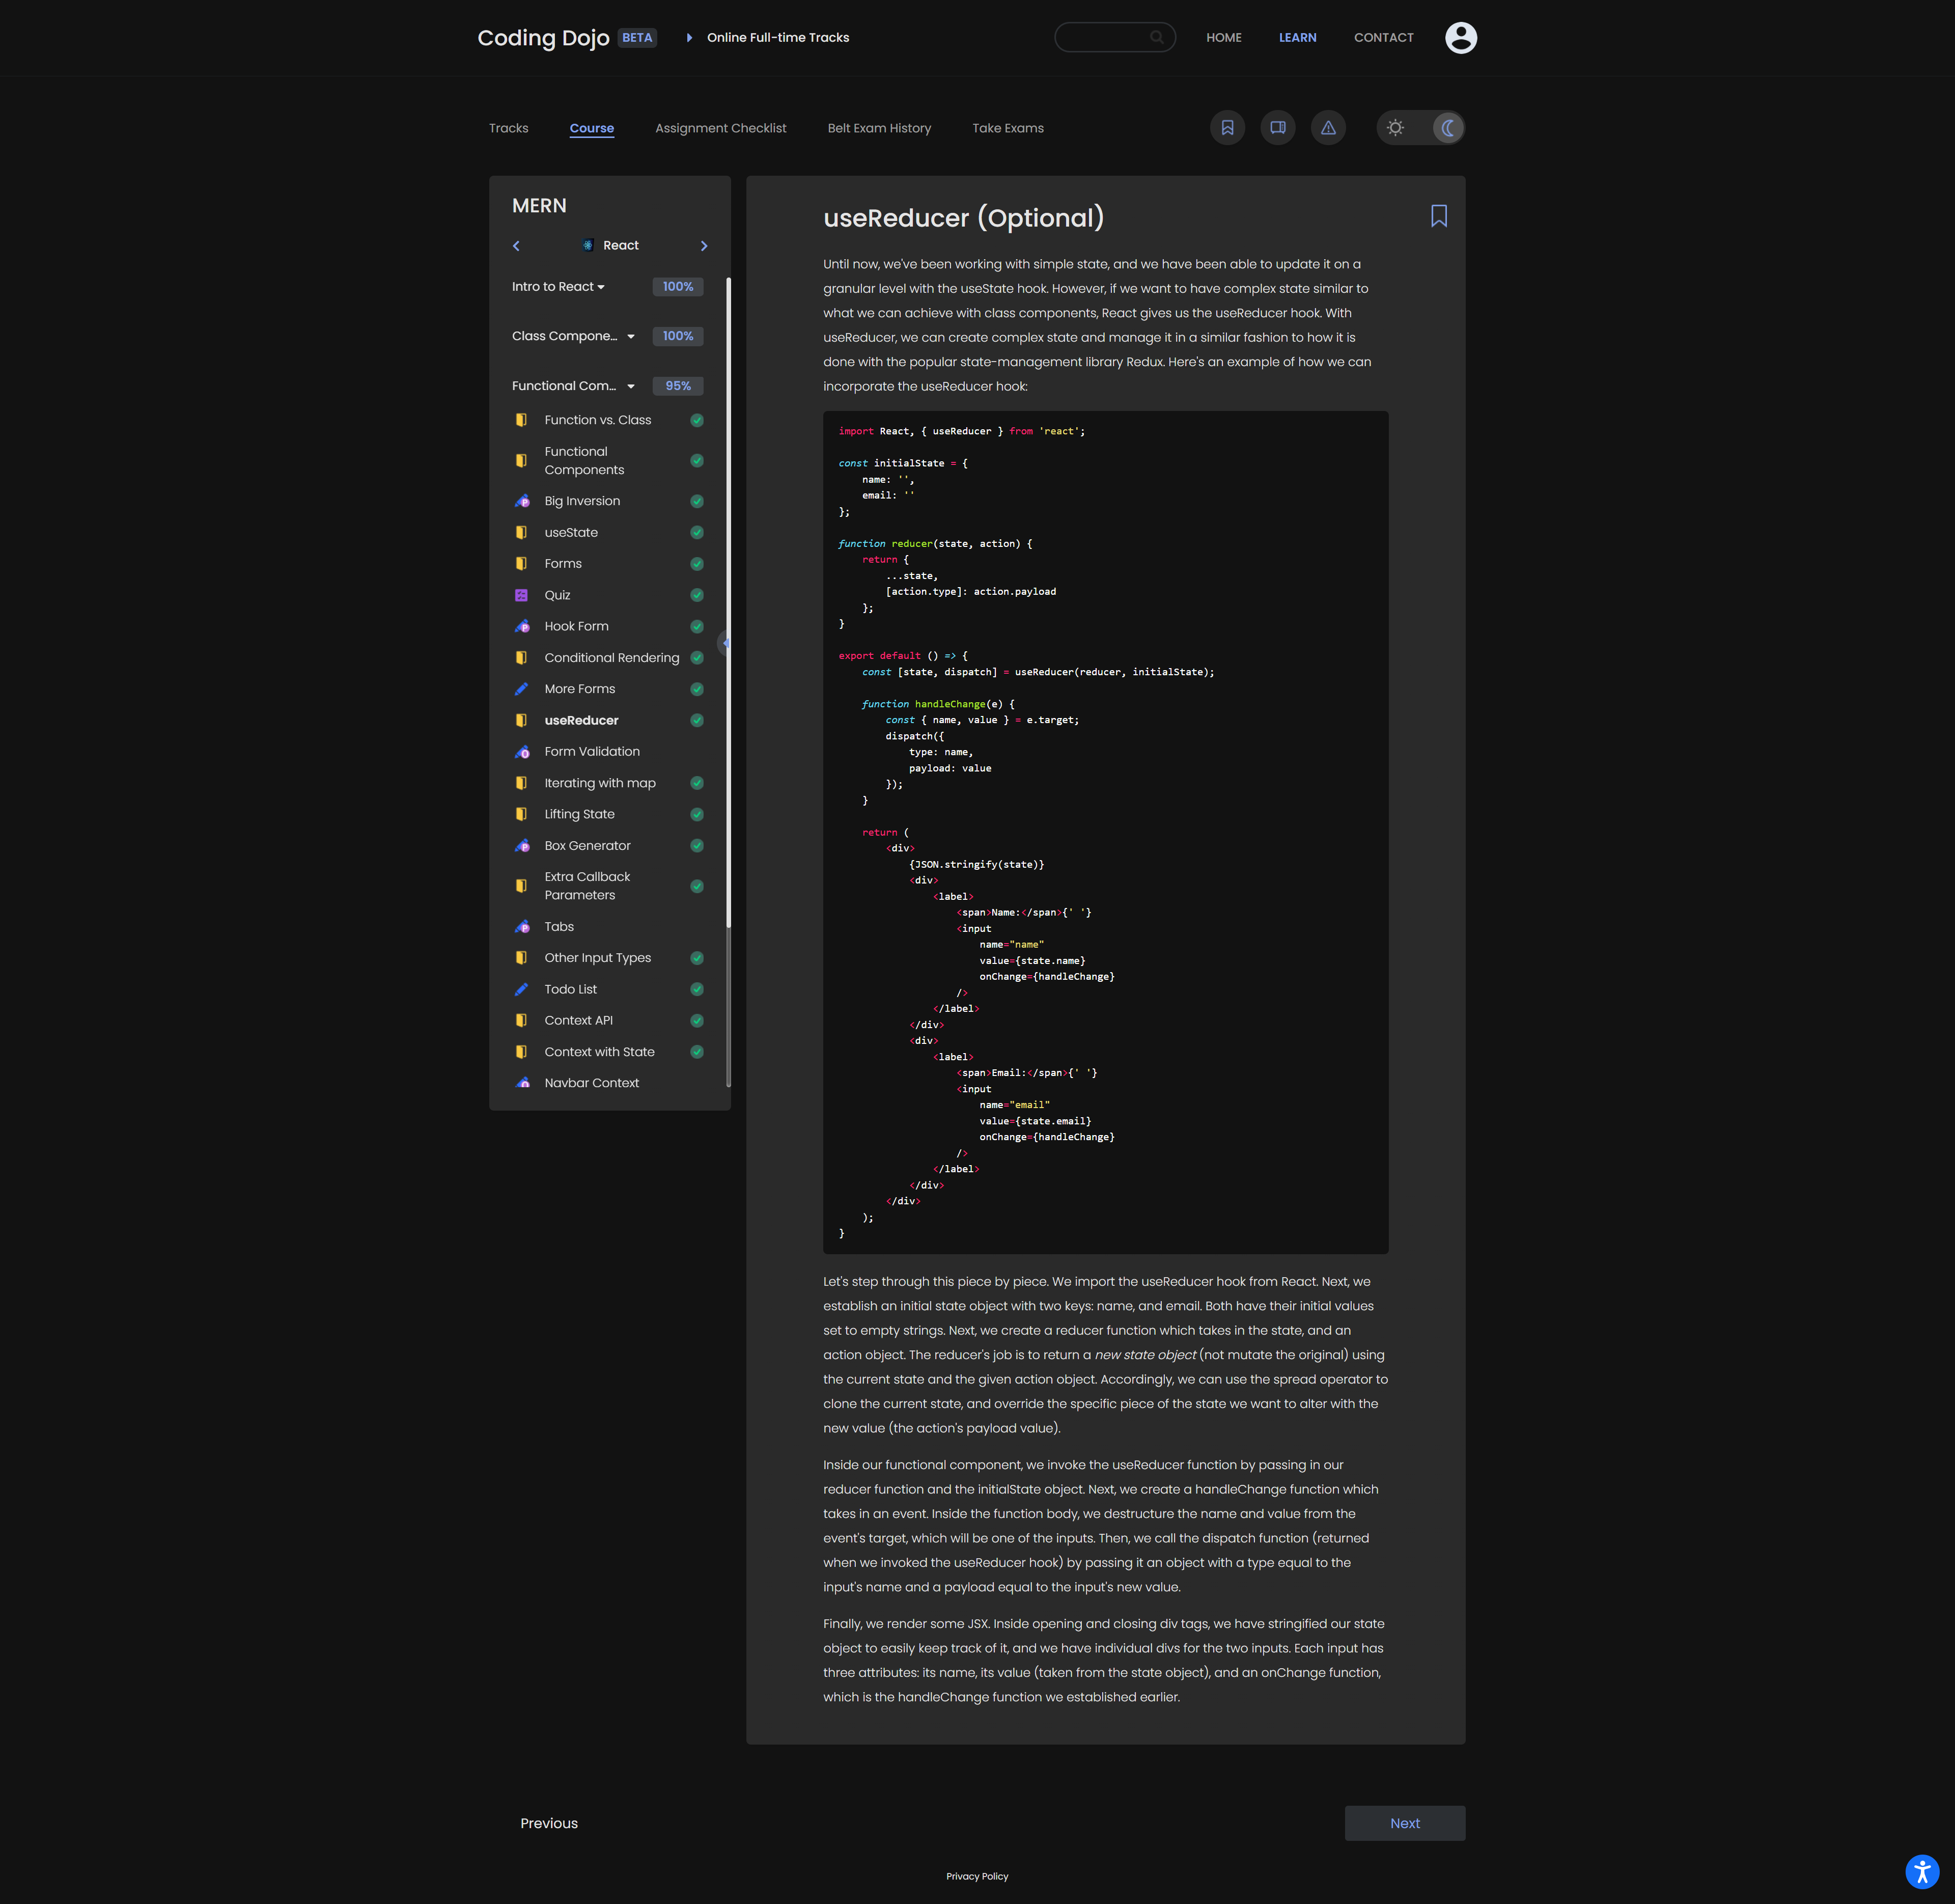 Coding Dojo BETA Online Full-time Tracks HOME LEARN CONTACT
Tracks Course Assignment Checklist Belt Exam History Take Exams
MERN
React
Intro to React 100%
Class Compone... 100%
Functional Com... 95%
Function vs. Class
Functional
Components
Big Inversion
useState
Forms
Quiz
Hook Form
Conditional Rendering
More Forms
useReducer
Form Validation
Iterating with map
Lifting State
Box Generator
Extra Callback
Parameters
Tabs
Other Input Types
Todo List
Context API
Context with State
Navbar Context
useReducer (Optional)
Until now, we've been working with simple state, and we have been able to update it on a
granular level with the useState hook. However, if we want to have complex state similar to
what we can achieve with class components, React gives us the useReducer hook. With
useReducer, we can create complex state and manage it in a similar fashion to how it is
done with the popular state-management library Redux. Here's an example of how we can
incorporate the useReducer hook:
import React, { useReducer } from 'react';
const initialState = {
    name: '',
    email: ''
};
function reducer(state, action) {
    return {
        ...state,
        [action.type]: action.payload
    };
}
export default () => {
    const [state, dispatch] = useReducer(reducer, initialState);
    function handleChange(e) {
        const { name, value } = e.target;
        dispatch({
            type: name,
            payload: value
        });
    }
    return (
        <div>
            {JSON.stringify(state)}
            <div>
                <label>
                    <span>Name:</span>{' '}
                    <input
                        name="name"
                        value={state.name}
                        onChange={handleChange}
                    />
                </label>
            </div>
            <div>
                <label>
                    <span>Email:</span>{' '}
                    <input
                        name="email"
                        value={state.email}
                        onChange={handleChange}
                    />
                </label>
            </div>
        </div>
    );
}
Let's step through this piece by piece. We import the useReducer hook from React. Next, we
establish an initial state object with two keys: name, and email. Both have their initial values
set to empty strings. Next, we create a reducer function which takes in the state, and an
action object. The reducer's job is to return a new state object (not mutate the original) using
the current state and the given action object. Accordingly, we can use the spread operator to
clone the current state, and override the specific piece of the state we want to alter with the
new value (the action's payload value).
Inside our functional component, we invoke the useReducer function by passing in our
reducer function and the initialState object. Next, we create a handleChange function which
takes in an event. Inside the function body, we destructure the name and value from the
event's target, which will be one of the inputs. Then, we call the dispatch function (returned
when we invoked the useReducer hook) by passing it an object with a type equal to the
input's name and a payload equal to the input's new value.
Finally, we render some JSX. Inside opening and closing div tags, we have stringified our state
object to easily keep track of it, and we have individual divs for the two inputs. Each input has
three attributes: its name, its value (taken from the state object), and an onChange function,
which is the handleChange function we established earlier.
Previous Next
Privacy Policy